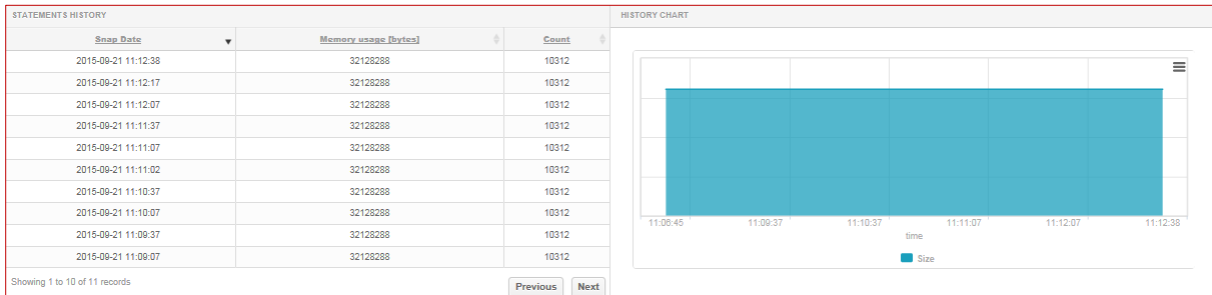 STATEMENTS HISTORY
Snap Date Memory usage [bytes] Count
2015-09-21 11:12:38 32128288 10312
2015-09-21 11:12:17 32128288 10312
2015-09-21 11:12:07 32128288 10312
2015-09-21 11:11:37 32128288 10312
2015-09-21 11:11:07 32128288 10312
2015-09-21 11:11:02 32128288 10312
2015-09-21 11:10:37 32128288 10312
2015-09-21 11:10:07 32128288 10312
2015-09-21 11:09:37 32128288 10312
2015-09-21 11:09:07 32128288 10312
Showing 1 to 10 of 11 records
Previous Next
HISTORY CHART
11:06:45 11:09:37 11:10:37 11:11:07 11:12:07 11:12:38
time
Size